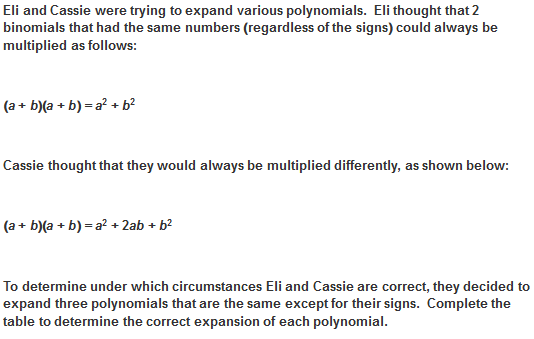 Eli and Cassie were trying to expand various polynomials.  Eli thought that 2
binomials that had the same numbers (regardless of the signs) could always be
multiplied as follows:
(a + b)(a + b) = a² + b²
Cassie thought that they would always be multiplied differently, as shown below:
(a + b)(a + b) = a² + 2ab + b²
To determine under which circumstances Eli and Cassie are correct, they decided to
expand three polynomials that are the same except for their signs.  Complete the
table to determine the correct expansion of each polynomial.